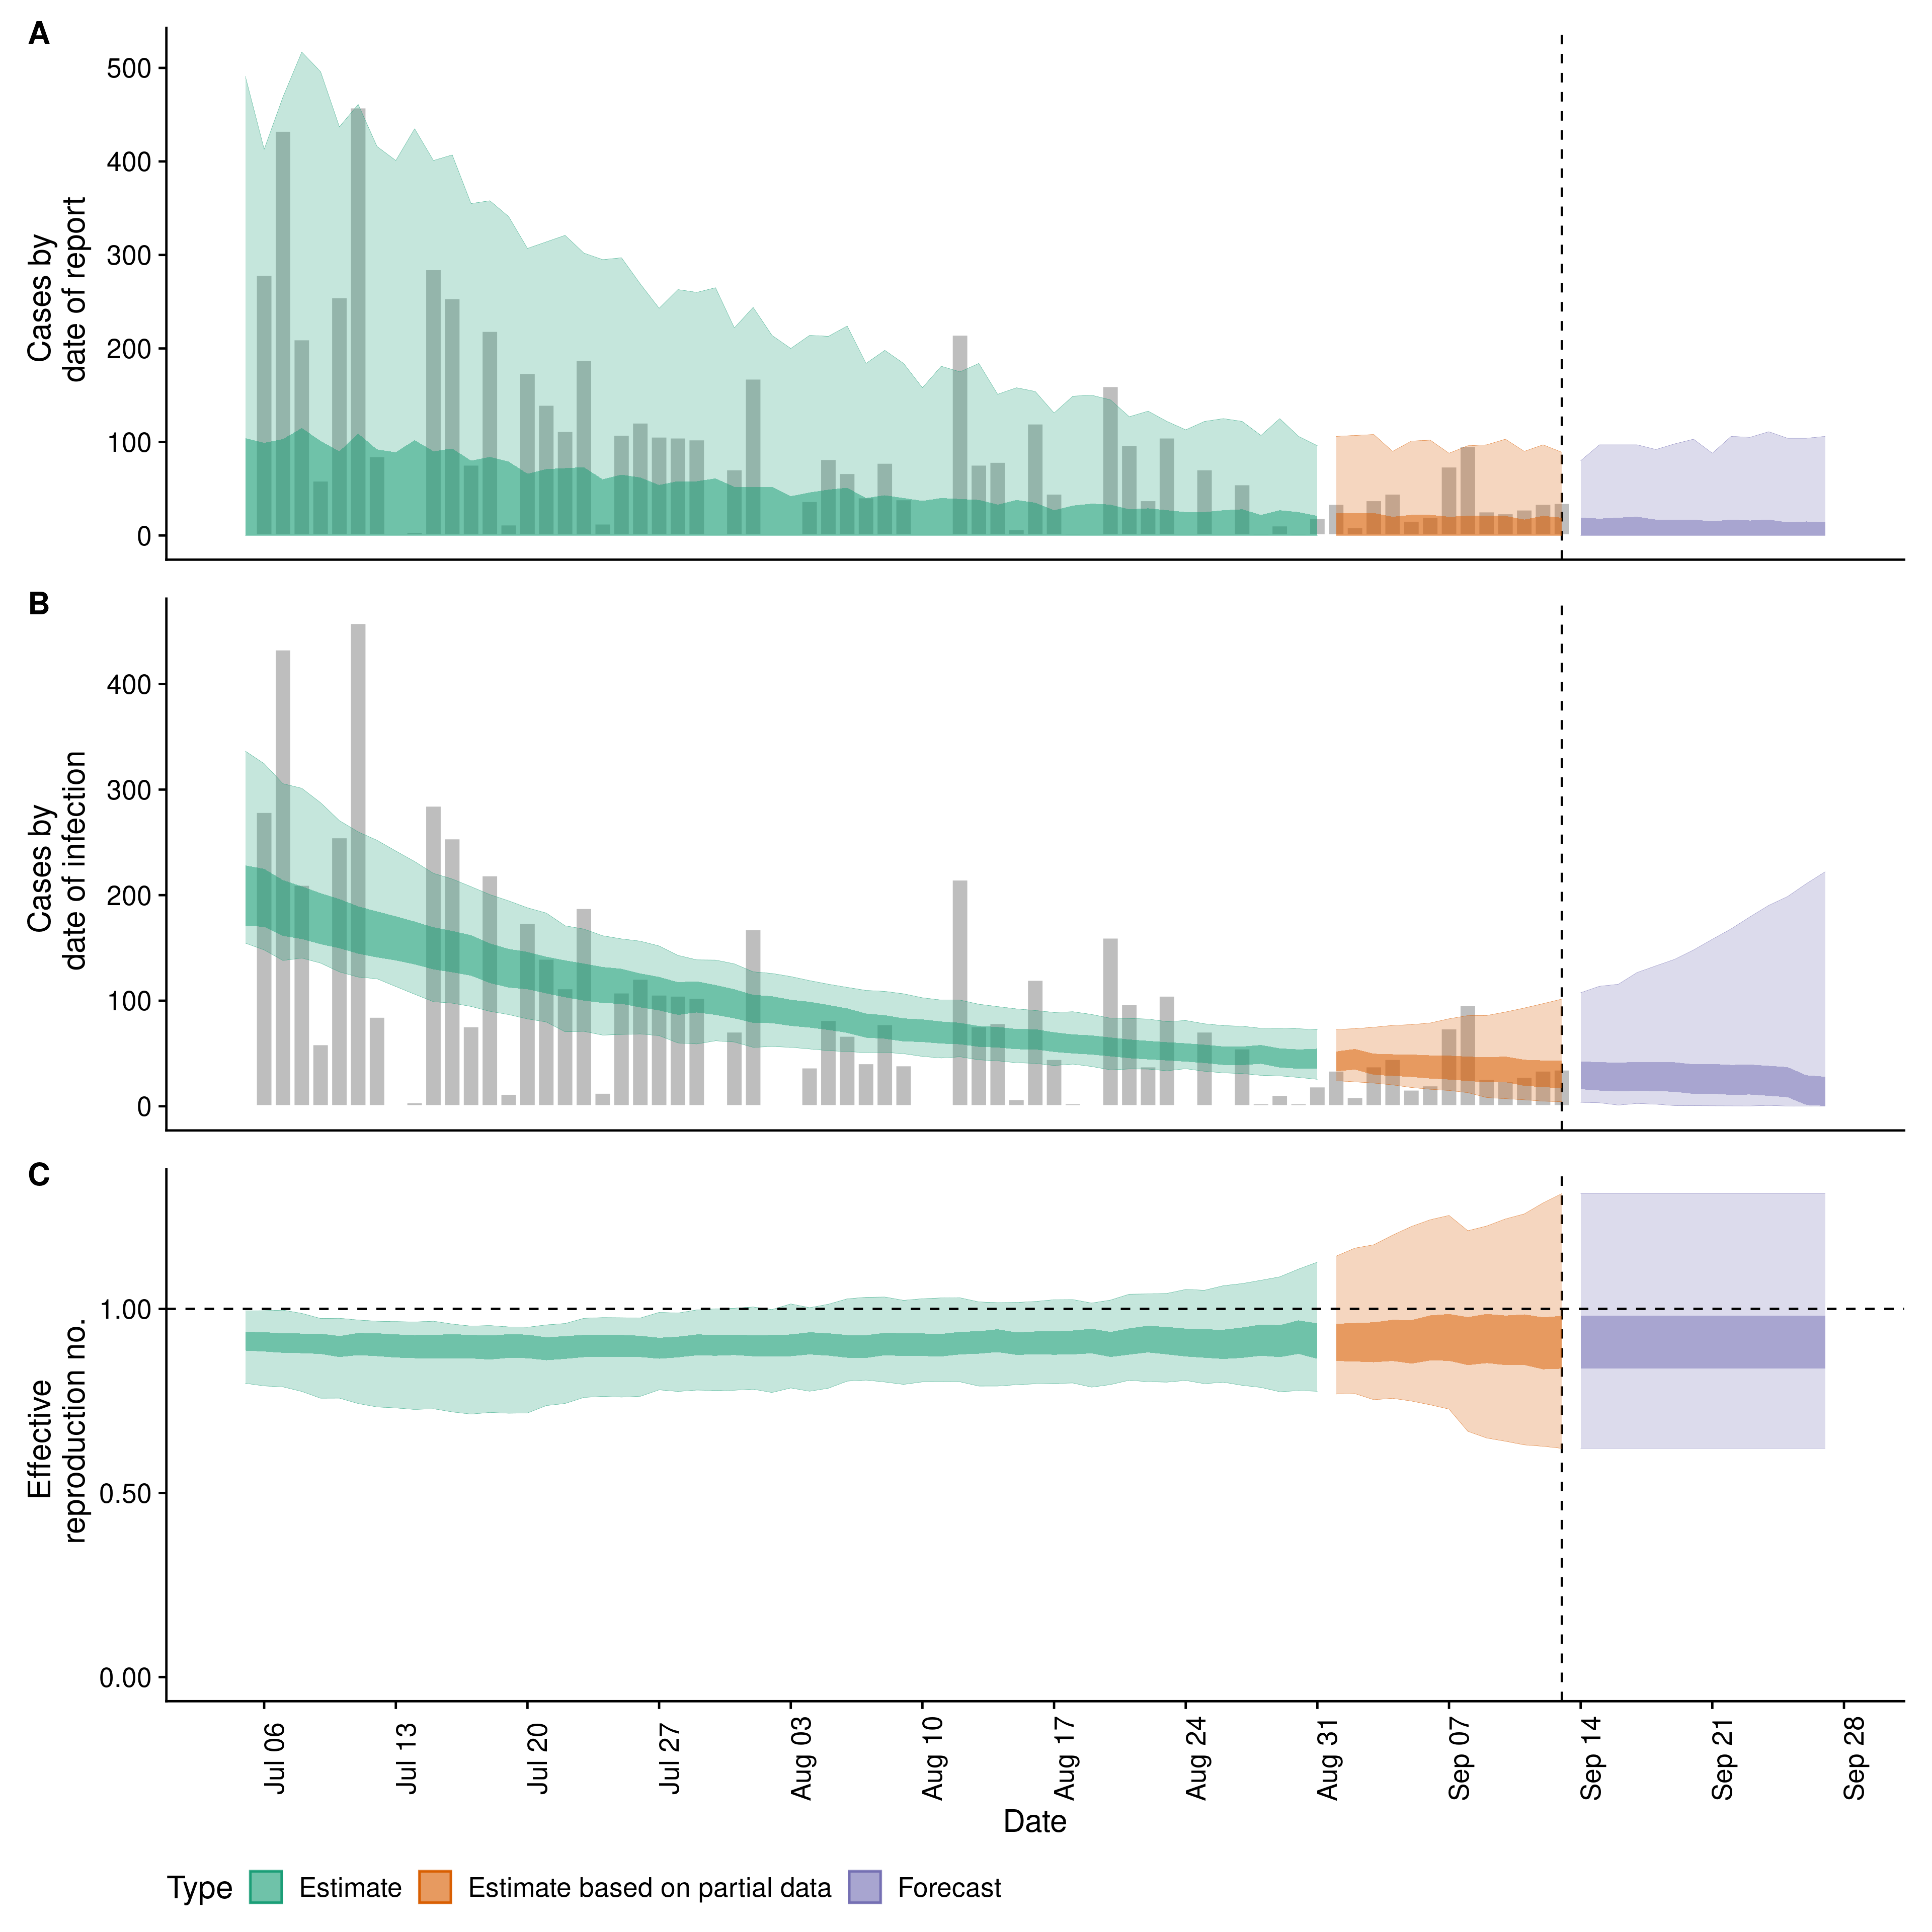 A
Cases by
date of report
500
400
300
200
100
0
B
Cases by
date of infection
400
300
200
100
0
C
Effective
reproduction no.
1.00
0.50
0.00
Jul 06
Jul 13
Jul 20
Jul 27
Aug 03
Aug 10
Aug 17
Aug 24
Aug 31
Sep 07
Sep 14
Sep 21
Sep 28
Date
Type Estimate Estimate based on partial data Forecast